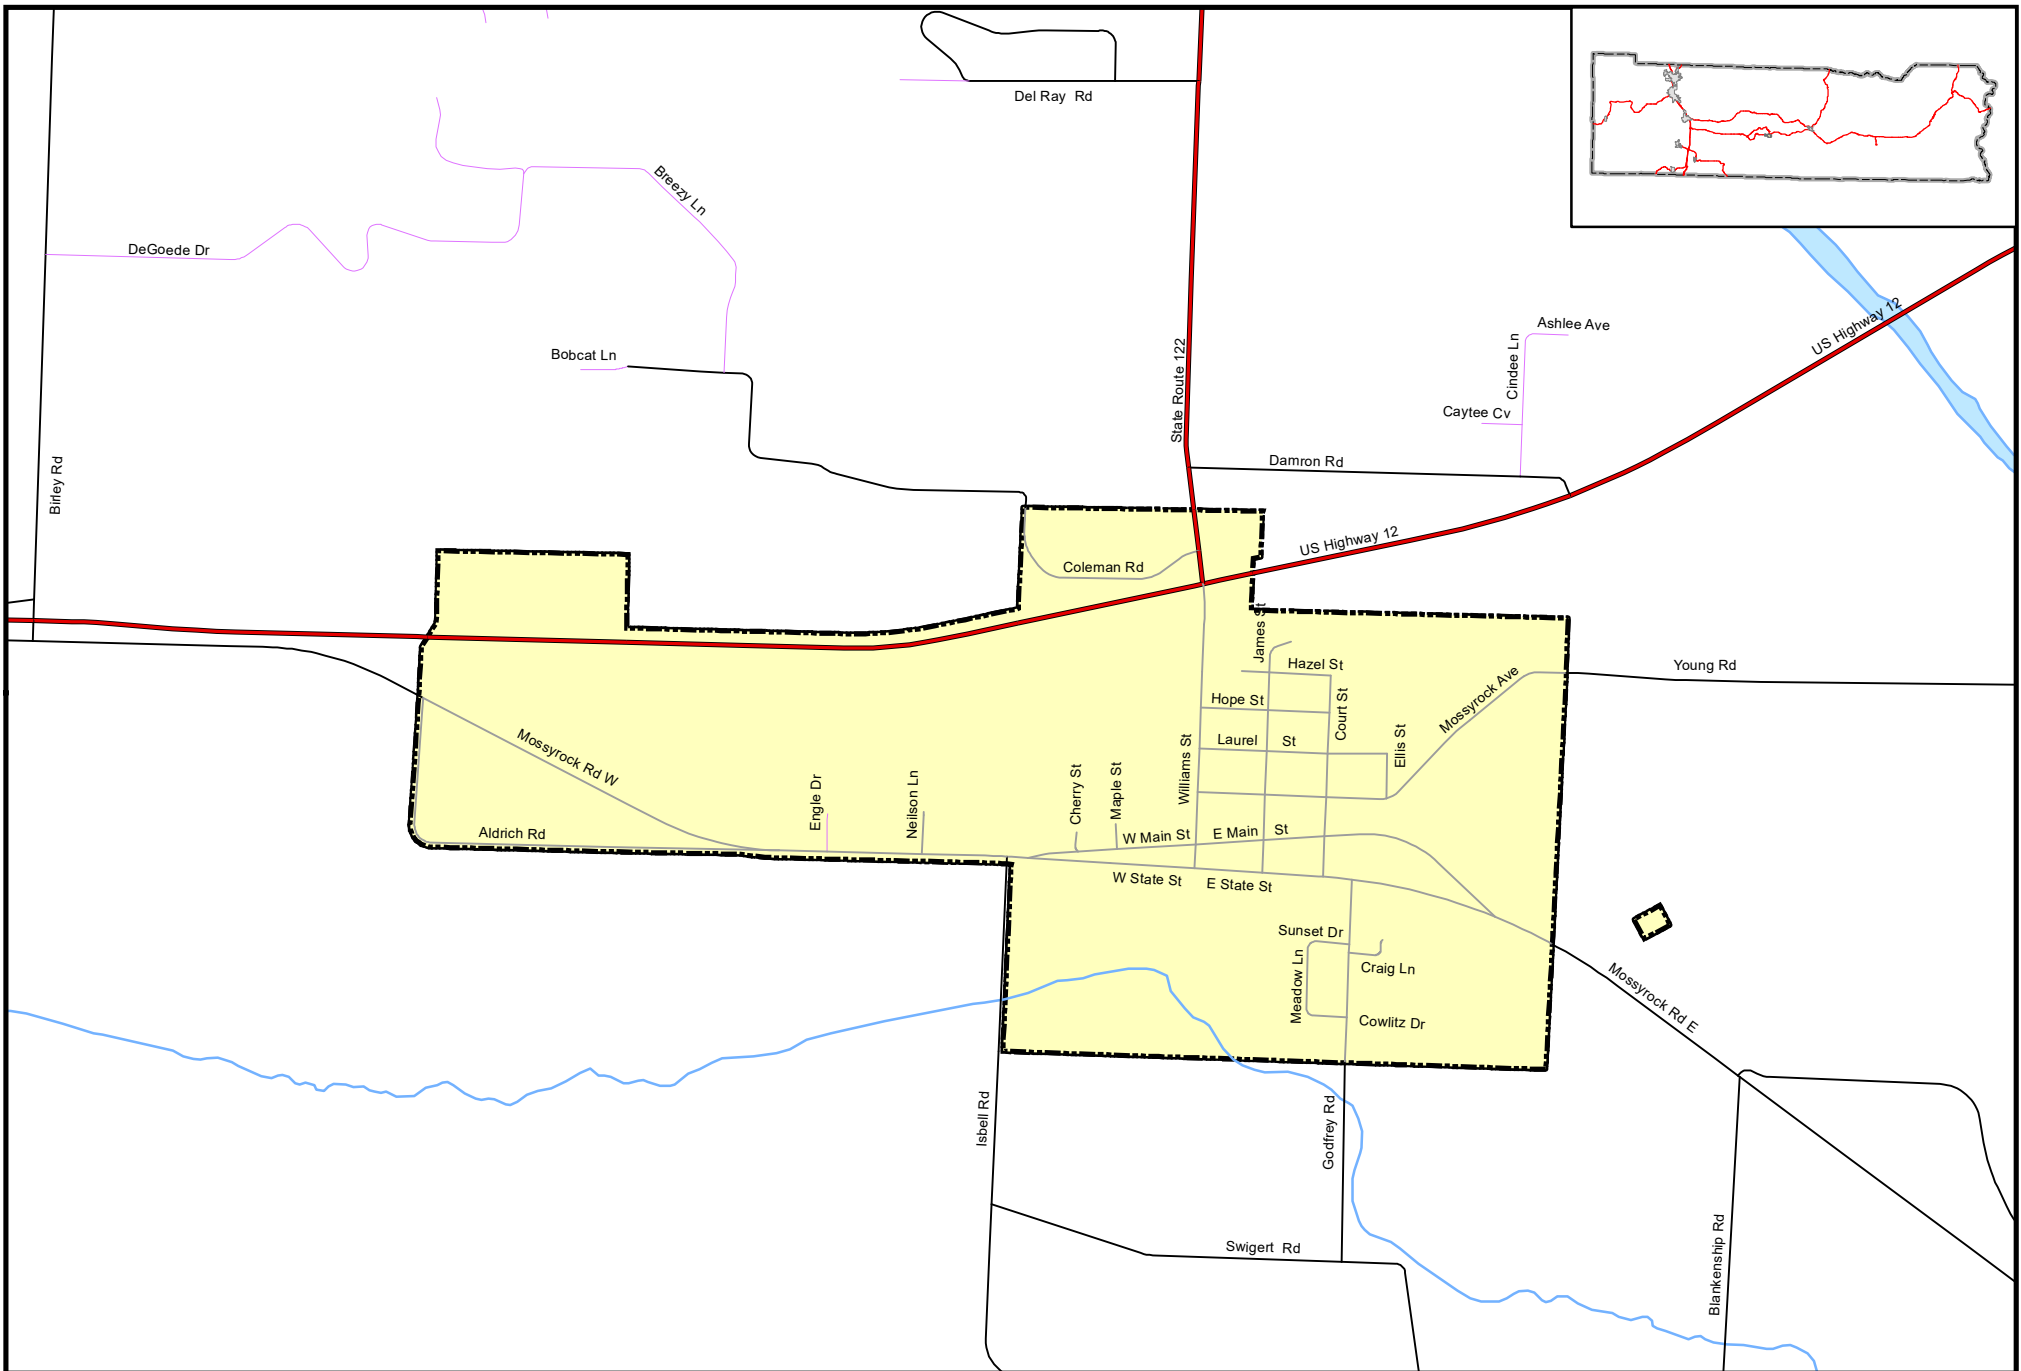 Del Ray  Rd
Breezy Ln
DeGoede Dr
US Highway 12
Ashlee Ave
Cindee Ln
Bobcat Ln
State Route 122
Caytee Cv
Damron Rd
Birley Rd
US Highway 12
Coleman Rd
James St
Hazel St
Young Rd
Mossyrock Ave
Hope St
Court St
Laurel St
Ellis St
Mossyrock Rd W
Williams St
Cherry St
Maple St
Engle Dr
Neilson Ln
Aldrich Rd
W Main St
E Main St
W State St
E State St
Sunset Dr
Meadow Ln
Craig Ln
Mossyrock Rd E
Cowlitz Dr
Isbell Rd
Godfrey Rd
Swigert  Rd
Blankenship Rd